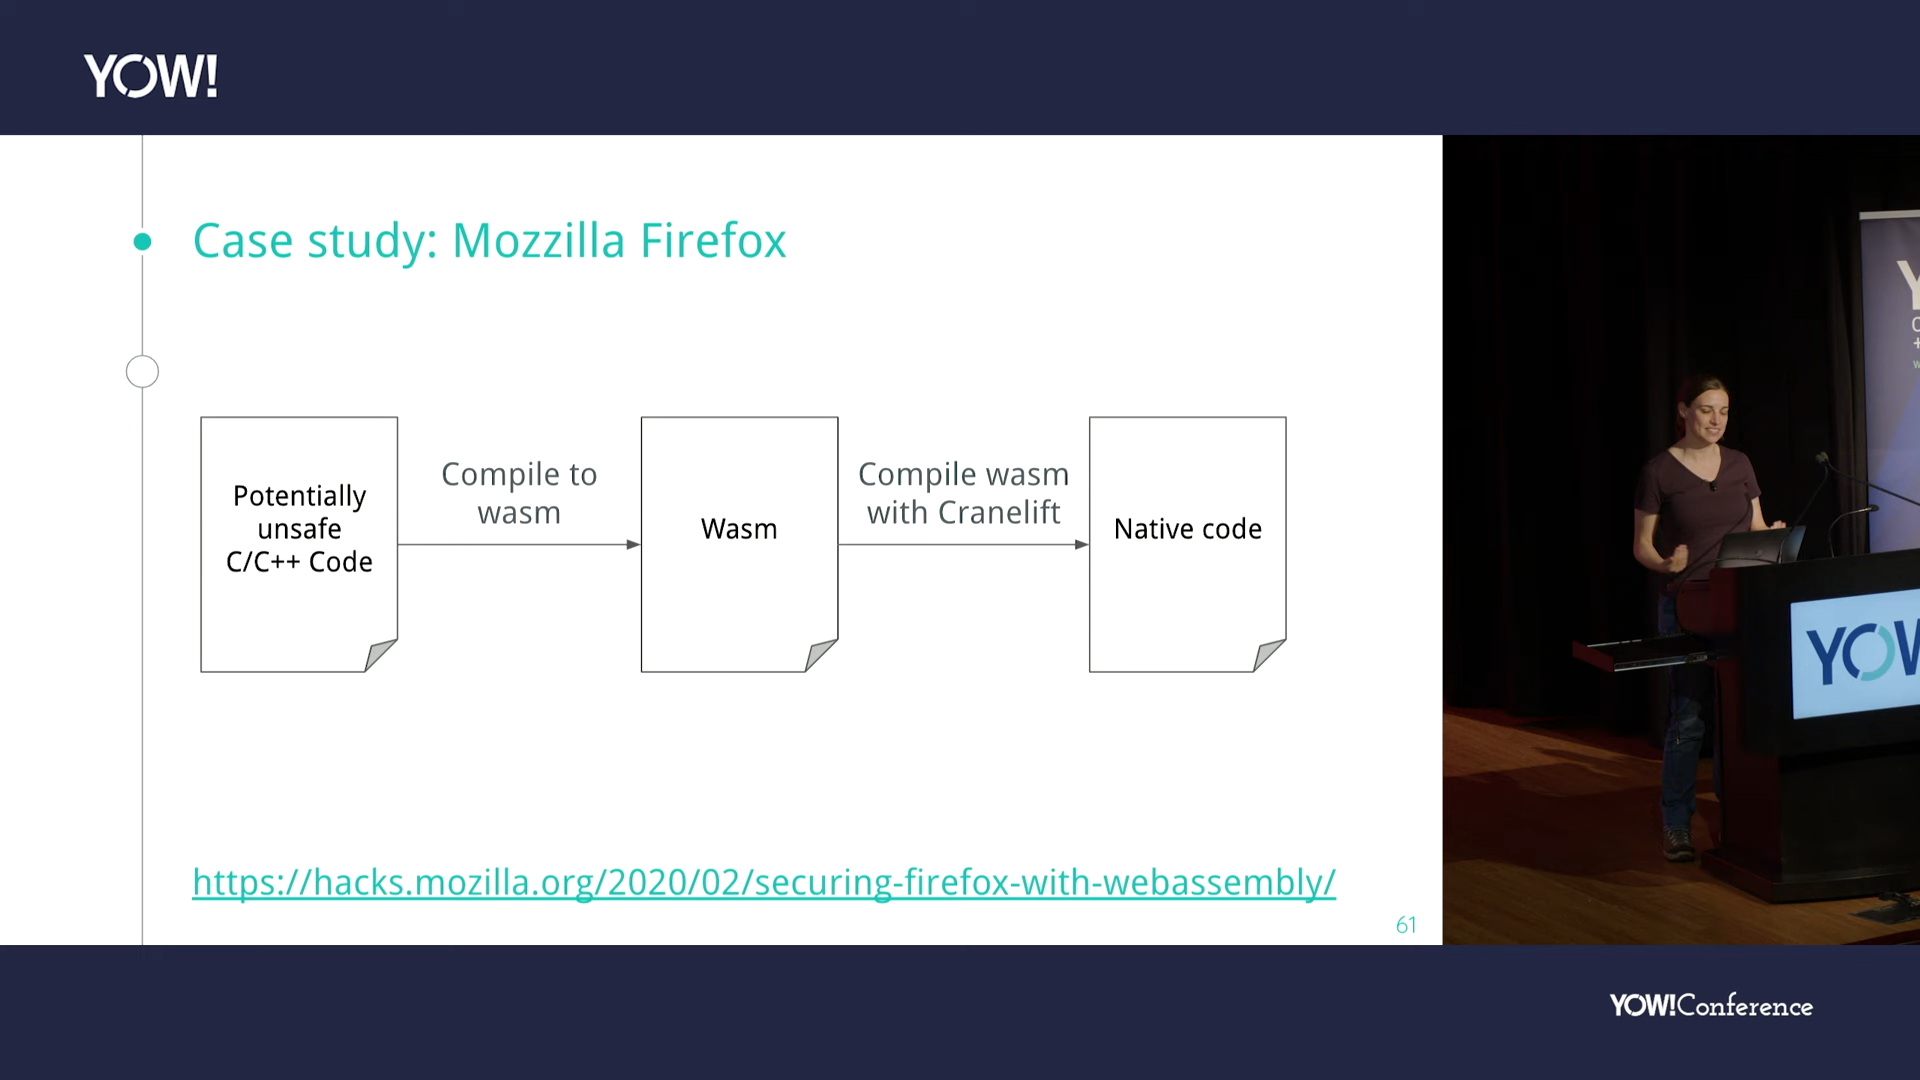 YOW!
Case study: Mozzilla Firefox
Potentially
unsafe
C/C++ Code
Compile to
wasm
Wasm
Compile wasm
with Cranelift
Native code
https://hacks.mozilla.org/2020/02/securing-firefox-with-webassembly/
61
YOW!Conference